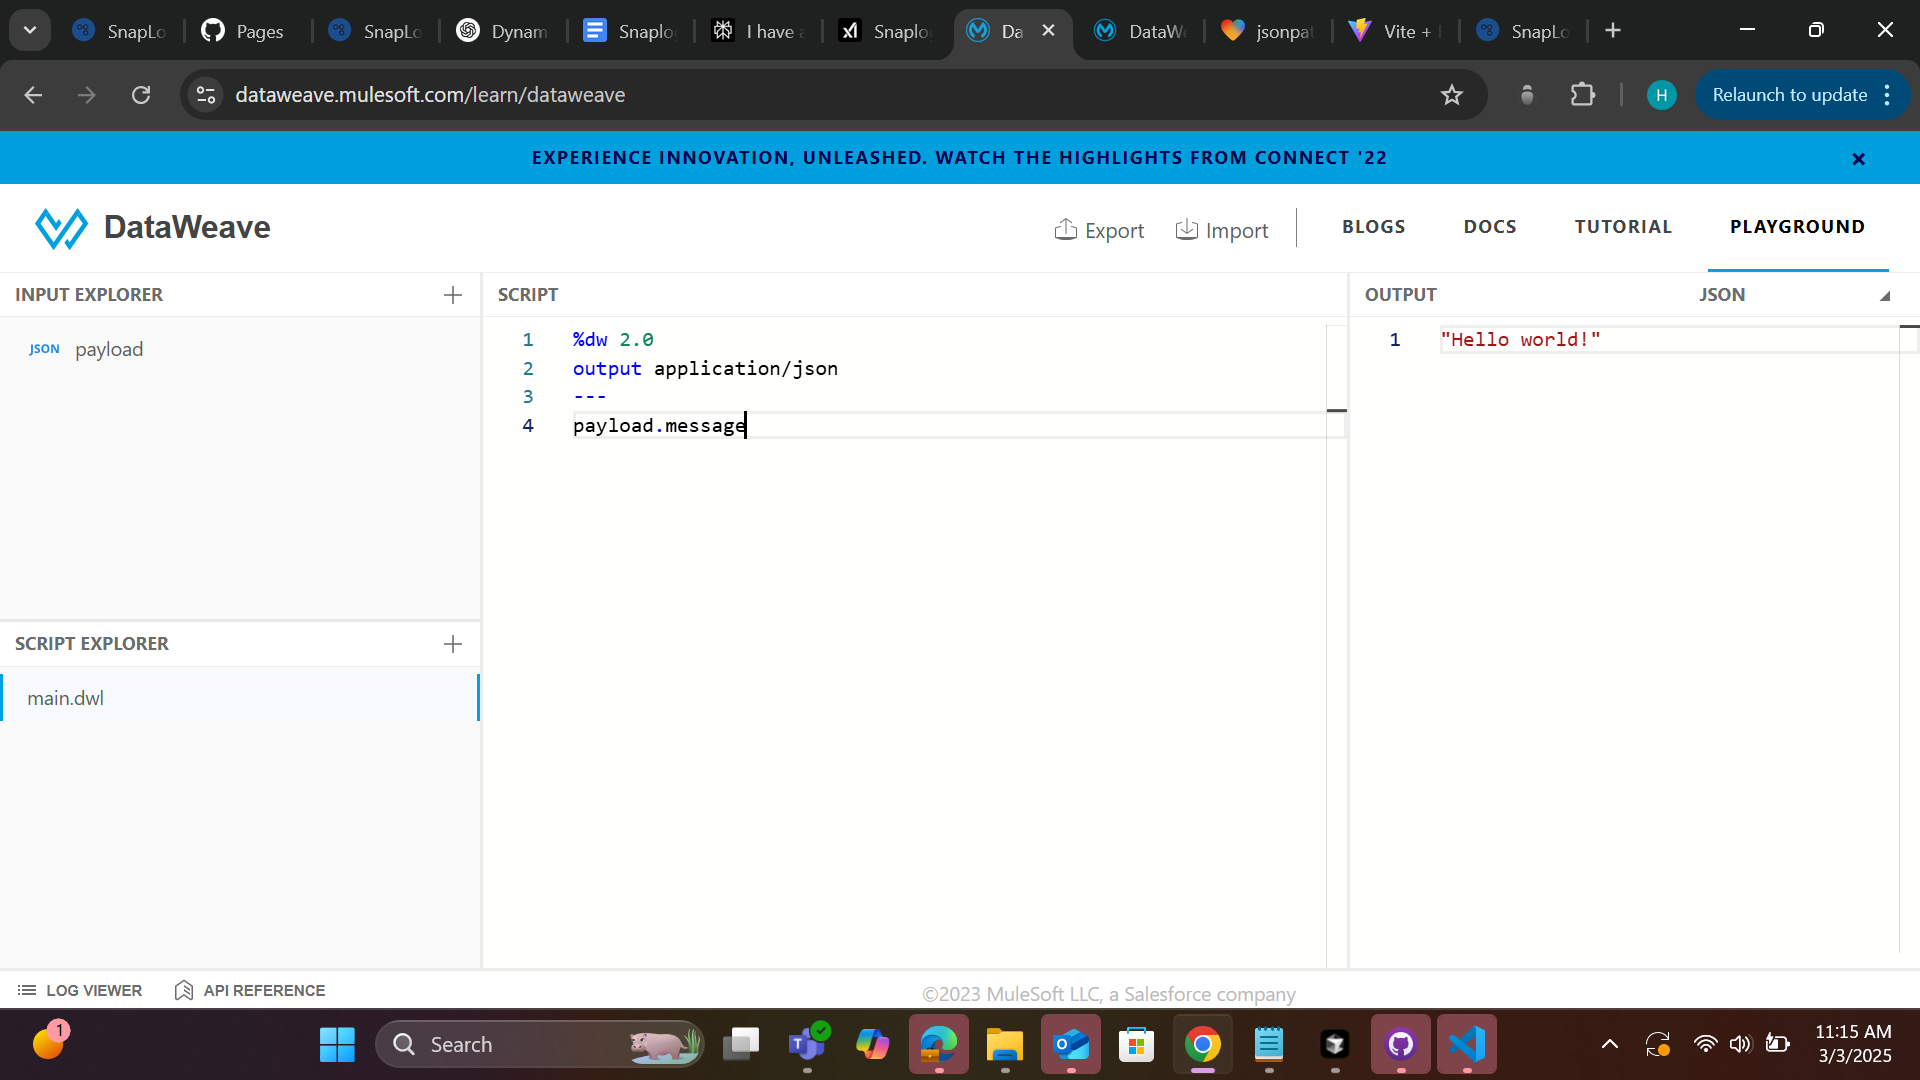 SnapLo
Pages
SnapLo
Dynam
Snaplo
I have a
Snaplo
Da
DataWe
jsonpat
Vite +
SnapLo
dataweave.mulesoft.com/learn/dataweave
H
Relaunch to update
EXPERIENCE INNOVATION, UNLEASHED. WATCH THE HIGHLIGHTS FROM CONNECT '22
DataWeave
Export
Import
BLOGS
DOCS
TUTORIAL
PLAYGROUND
INPUT EXPLORER
JSON payload
SCRIPT EXPLORER
main.dwl
SCRIPT
1 %dw 2.0
2 output application/json
3 ---
4 payload.message
OUTPUT
JSON
1 "Hello world!"
LOG VIEWER
API REFERENCE
©2023 MuleSoft LLC, a Salesforce company
1
Search
11:15 AM
3/3/2025